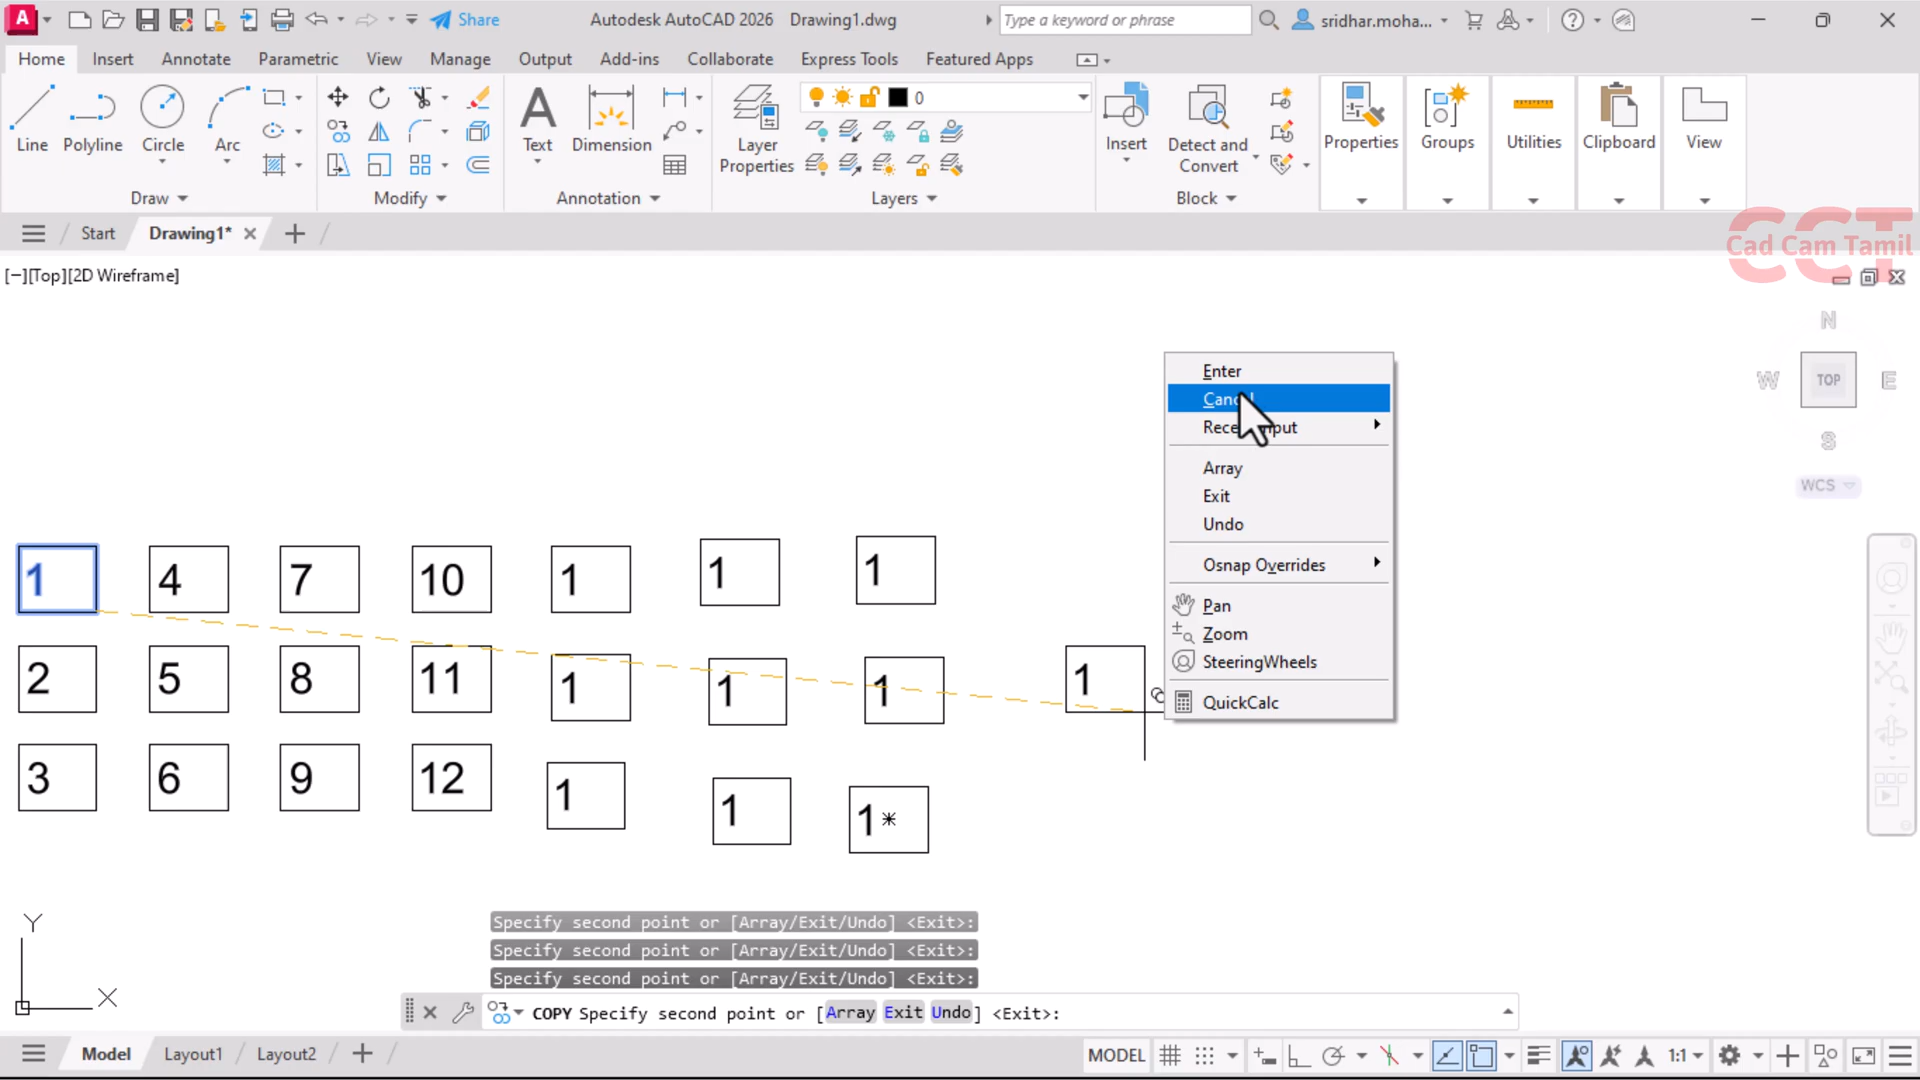 A Share Autodesk AutoCAD 2026 Drawing1.dwg Type a keyword or phrase sridhar.moha...
Home Insert Annotate Parametric View Manage Output Add-ins Collaborate Express Tools Featured Apps
Line Polyline Circle Arc Text Dimension Layer Properties 0 Insert Detect and Convert Properties Groups Utilities Clipboard View
Draw Modify Annotation Layers Block
Start Drawing1*
CCT
Cad Cam Tamil
[−][Top][2D Wireframe]
N
W TOP E
S
WCS
Enter
Cancel
Recent Input
Array
Exit
Undo
Osnap Overrides
Pan
Zoom
SteeringWheels
QuickCalc
1 4 7 10 1 1 1
2 5 8 11 1 1 1 1
3 6 9 12 1 1 1
Y
X
Specify second point or [Array/Exit/Undo] <Exit>:
Specify second point or [Array/Exit/Undo] <Exit>:
Specify second point or [Array/Exit/Undo] <Exit>:
COPY Specify second point or [Array Exit Undo] <Exit>:
Model Layout1 Layout2 MODEL 1:1